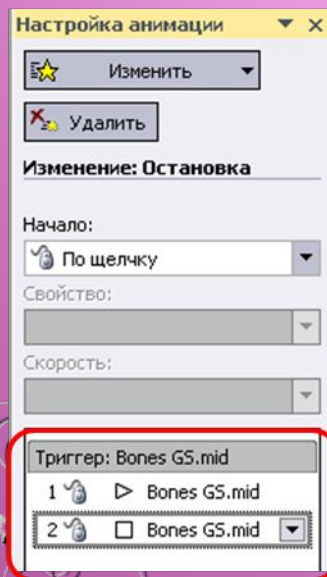 Настройка анимации
Изменить
Удалить
Изменение: Остановка
Начало:
По щелчку
Свойство:
Скорость:
Триггер: Bones GS.mid
1 Bones GS.mid
2 Bones GS.mid